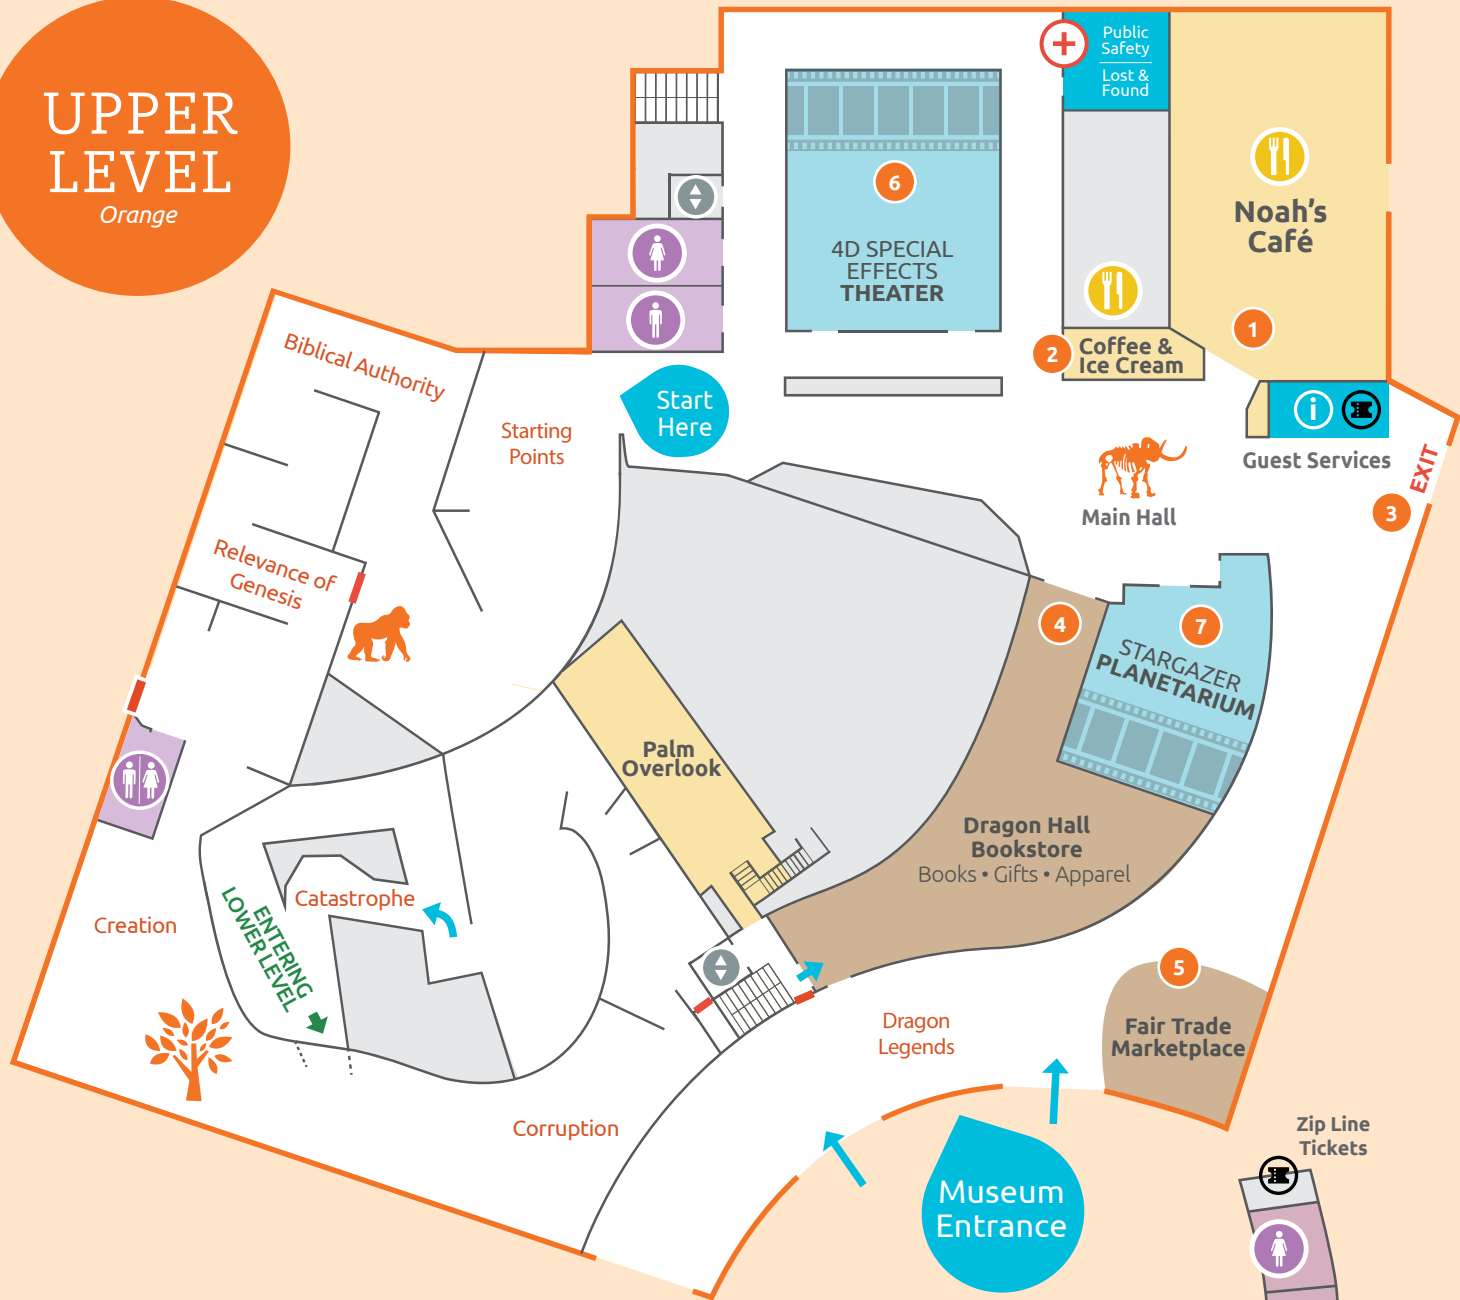 UPPER
LEVEL
Orange
Public
Safety
Lost &
Found
Noah's
Café
6
4D SPECIAL
EFFECTS
THEATER
1
2
Coffee &
Ice Cream
i
Guest Services
EXIT
3
Main Hall
Start
Here
Biblical Authority
Starting
Points
Relevance of
Genesis
4
7
STARGAZER
PLANETARIUM
Palm
Overlook
Dragon Hall
Bookstore
Books • Gifts • Apparel
Catastrophe
Creation
ENTERING
LOWER LEVEL
5
Fair Trade
Marketplace
Dragon
Legends
Corruption
Museum
Entrance
Zip Line
Tickets